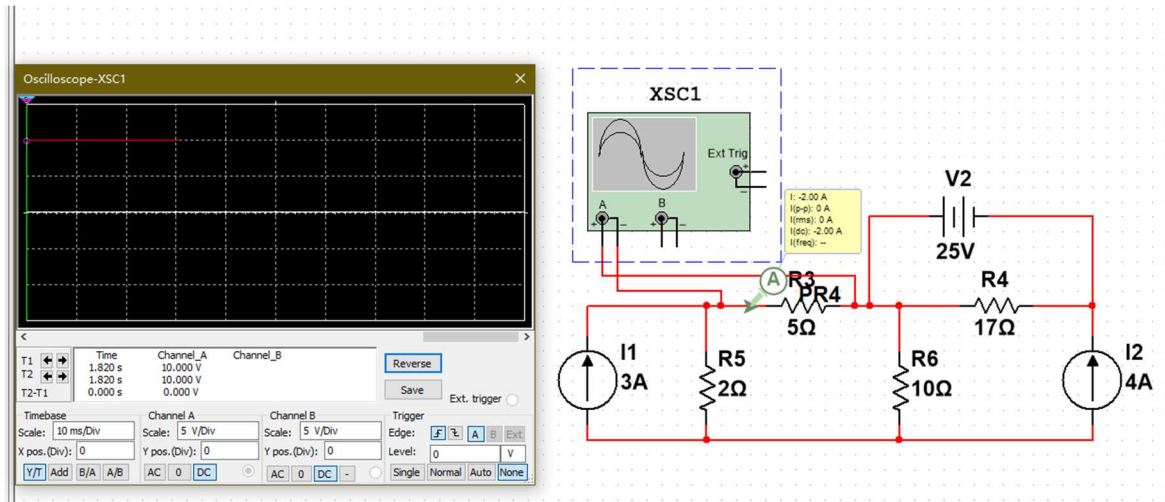 Oscilloscope-XSC1
T1
T2
T2-T1
Time Channel_A Channel_B
1.820 s 10.000 V
1.820 s 10.000 V
0.000 s 0.000 V
Reverse
Save
Ext. trigger
Timebase
Scale: 10 ms/Div
X pos.(Div): 0
Y/T Add B/A A/B
Channel A
Scale: 5 V/Div
Y pos.(Div): 0
AC 0 DC
Channel B
Scale: 5 V/Div
Y pos.(Div): 0
AC 0 DC -
Trigger
Edge: A B Ext
Level: 0 V
Single Normal Auto None
XSC1
Ext Trig
+
-
A B
+ - + -
I: -2.00 A
I(p-p): 0 A
I(rms): 0 A
I(dc): -2.00 A
I(freq): --
V2
25V
A
R3
PR4
5Ω
R4
17Ω
I1
3A
R5
2Ω
R6
10Ω
I2
4A